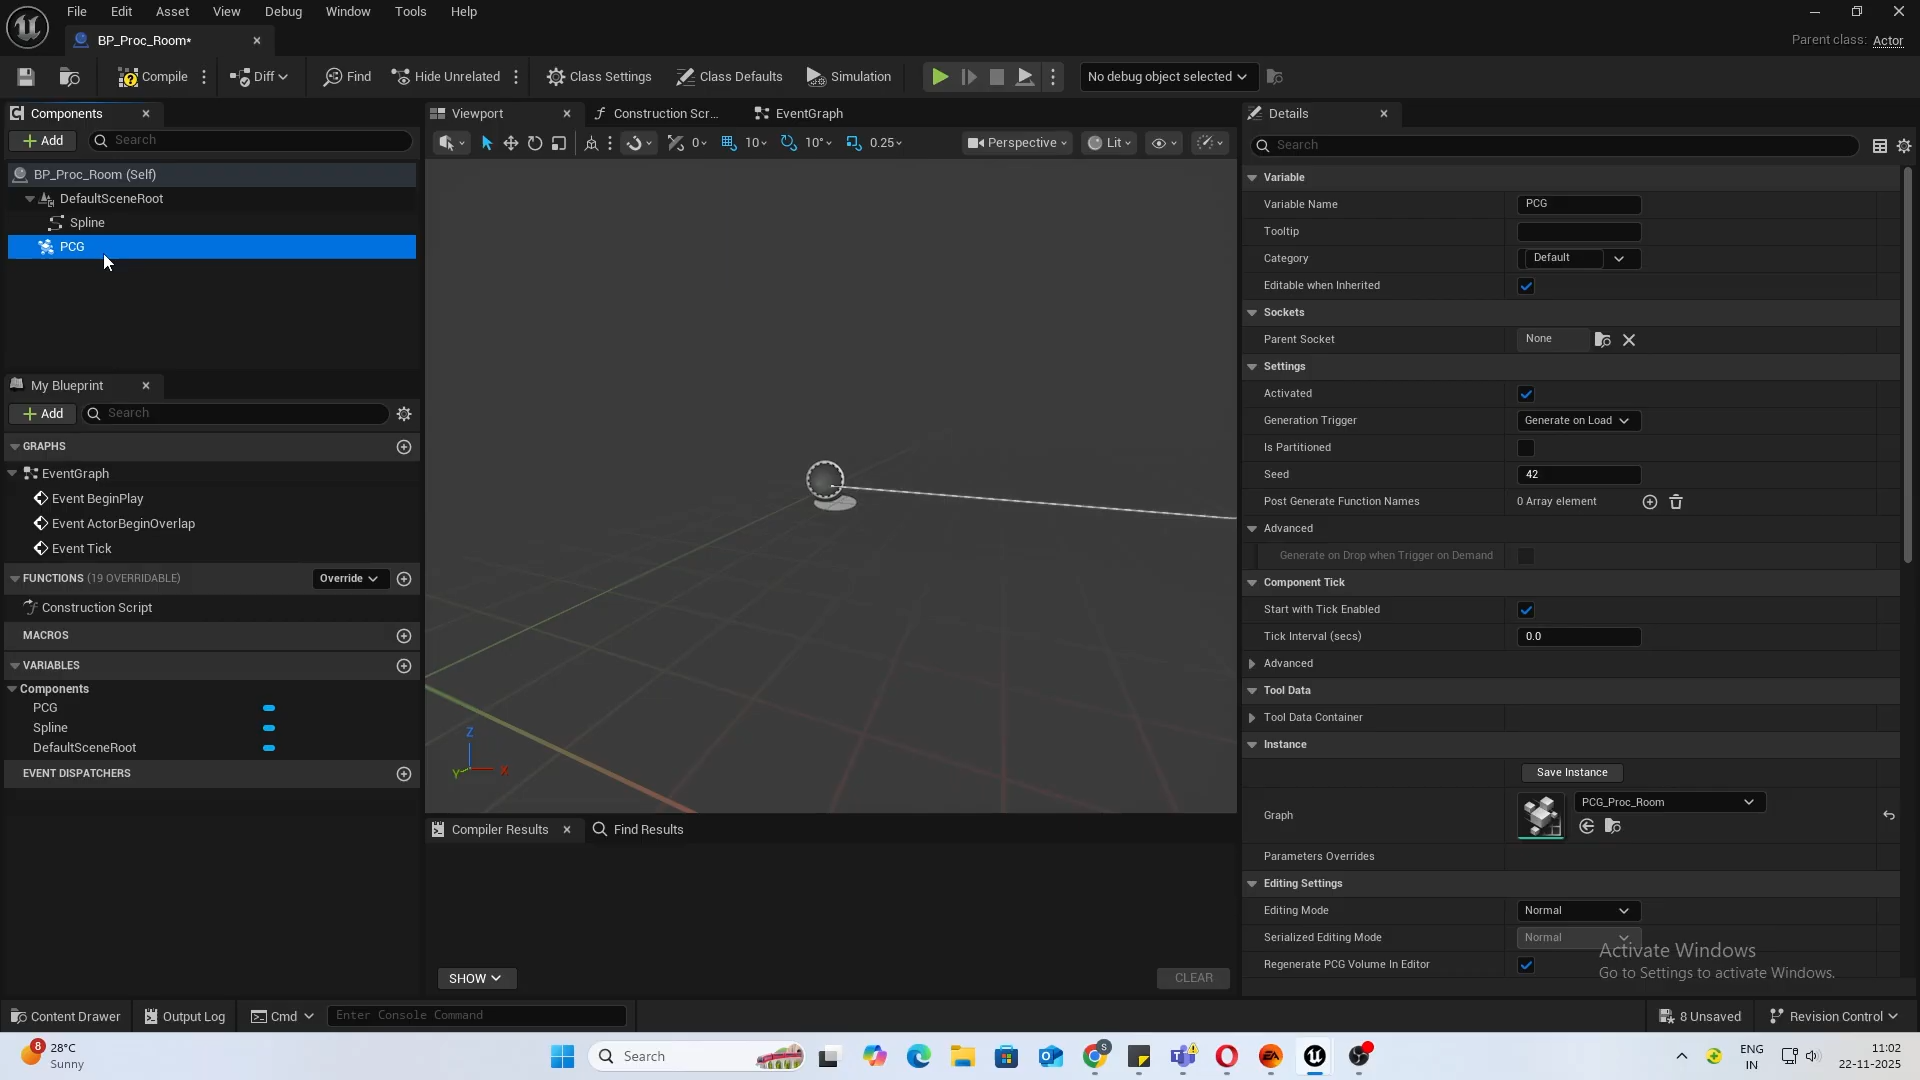 File Edit Asset View Debug Window Tools Help
BP_Proc_Room*
Parent class: Actor
Compile Diff Find Hide Unrelated Class Settings Class Defaults Simulation No debug object selected
Components
Add Search
BP_Proc_Room (Self)
DefaultSceneRoot
Spline
PCG
My Blueprint
Add Search
GRAPHS
EventGraph
Event BeginPlay
Event ActorBeginOverlap
Event Tick
FUNCTIONS (19 OVERRIDABLE) Override
Construction Script
MACROS
VARIABLES
Components
PCG
Spline
DefaultSceneRoot
EVENT DISPATCHERS
Viewport Construction Scr... EventGraph
0 10 10° 0.25 Perspective Lit
Z
Y X
Compiler Results Find Results
SHOW CLEAR
Details
Search
Variable
Variable Name PCG
Tooltip
Category Default
Editable when Inherited
Sockets
Parent Socket None
Settings
Activated
Generation Trigger Generate on Load
Is Partitioned
Seed 42
Post Generate Function Names 0 Array element
Advanced
Generate on Drop when Trigger on Demand
Component Tick
Start with Tick Enabled
Tick Interval (secs) 0.0
Advanced
Tool Data
Tool Data Container
Instance
Save Instance
Graph PCG_Proc_Room
Parameters Overrides
Editing Settings
Editing Mode Normal
Serialized Editing Mode Normal
Regenerate PCG Volume In Editor
Activate Windows
Go to Settings to activate Windows.
Content Drawer Output Log Cmd Enter Console Command 8 Unsaved Revision Control
8 28°C
Sunny
Search
ENG
IN
11:02
22-11-2025